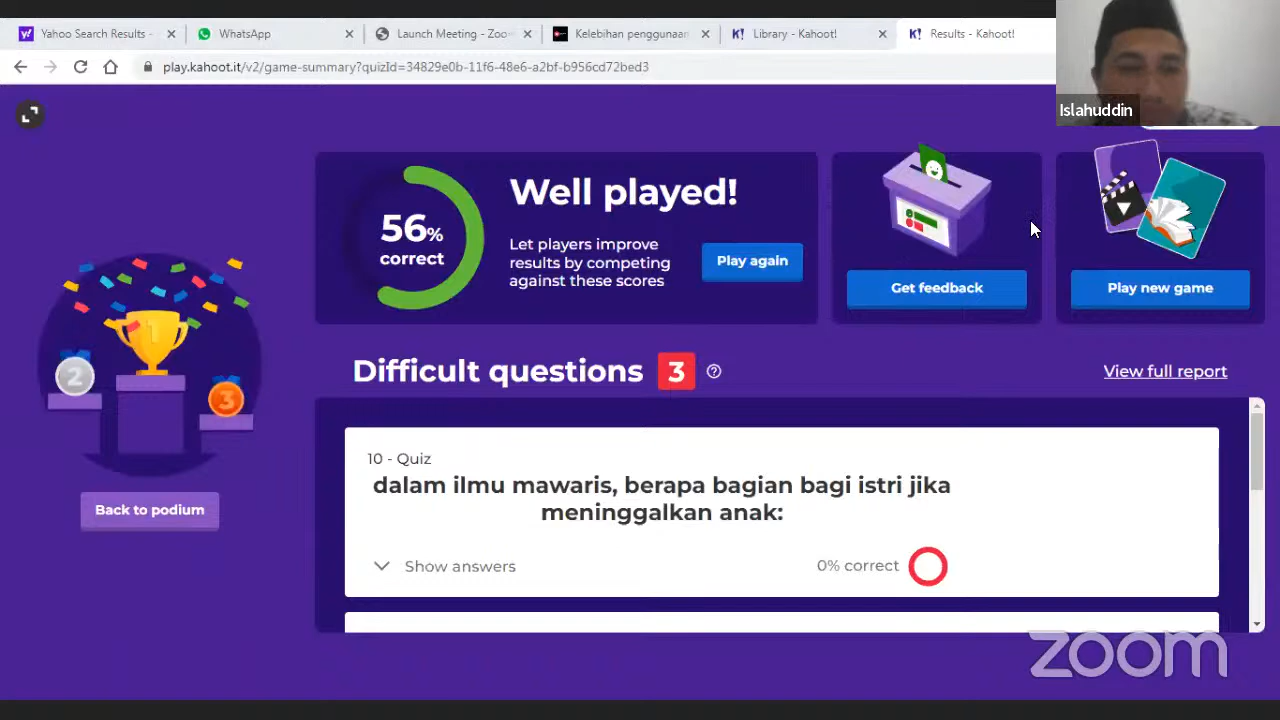 Yahoo Search Results -
WhatsApp
Launch Meeting - Zoo
Kelebihan penggunaan
K! Library - Kahoot!
K! Results - Kahoot!
play.kahoot.it/v2/game-summary?quizId=34829e0b-11f6-48e6-a2bf-b956cd72bed3
Islahuddin
56%
correct
Well played!
Let players improve
results by competing
against these scores
Play again
Get feedback
Play new game
1
2
3
Back to podium
Difficult questions 3
View full report
10 - Quiz
dalam ilmu mawaris, berapa bagian bagi istri jika
meninggalkan anak:
Show answers
0% correct
zoom